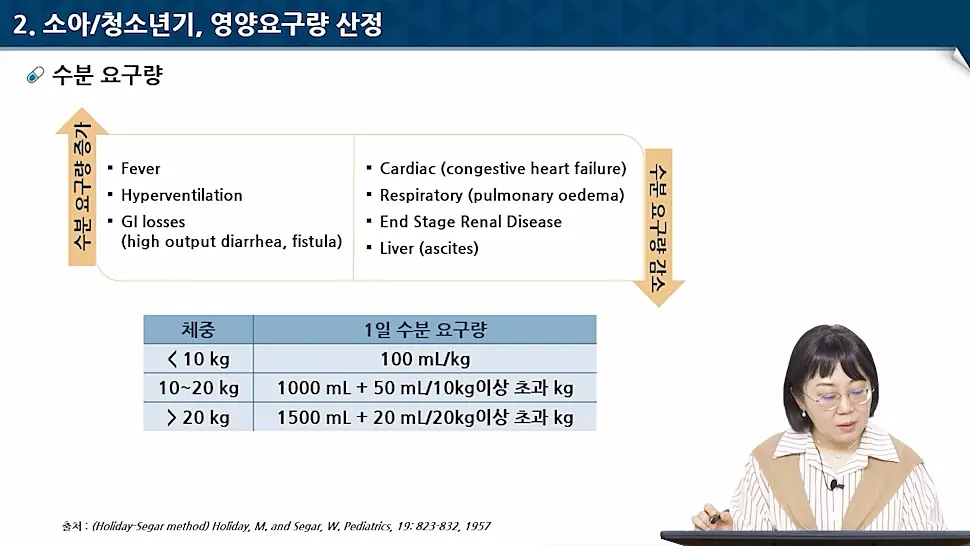 2. 소아/청소년기, 영양요구량 산정
수분 요구량
수분 요구량 증가
▪ Fever
▪ Hyperventilation
▪ GI losses
(high output diarrhea, fistula)
▪ Cardiac (congestive heart failure)
▪ Respiratory (pulmonary oedema)
▪ End Stage Renal Disease
▪ Liver (ascites)
수분 요구량 감소
체중 1일 수분 요구량
< 10 kg 100 mL/kg
10~20 kg 1000 mL + 50 mL/10kg이상 초과 kg
> 20 kg 1500 mL + 20 mL/20kg이상 초과 kg
출처 : (Holiday-Segar method) Holiday, M. and Segar, W. Pediatrics, 19: 823-832, 1957